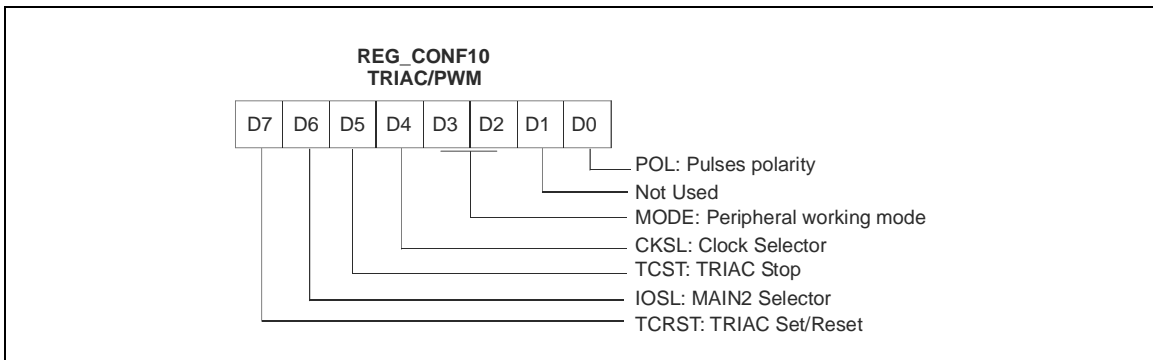 REG_CONF10
TRIAC/PWM
D7 D6 D5 D4 D3 D2 D1 D0
POL: Pulses polarity
Not Used
MODE: Peripheral working mode
CKSL: Clock Selector
TCST: TRIAC Stop
IOSL: MAIN2 Selector
TCRST: TRIAC Set/Reset